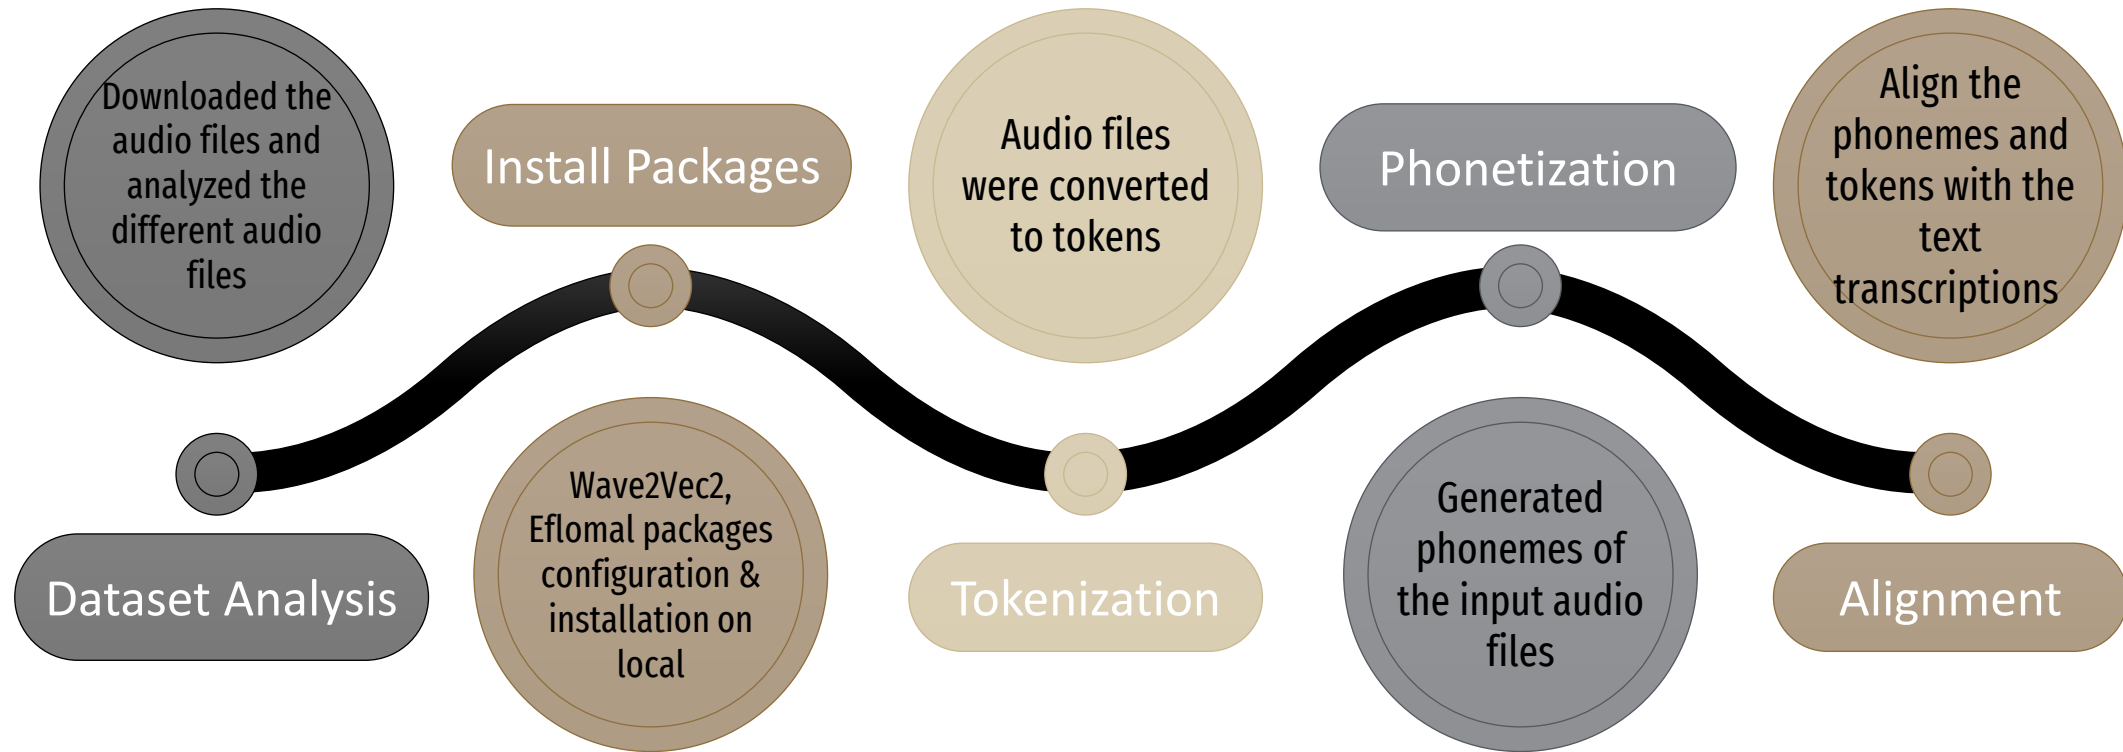 Downloaded the
audio files and
analyzed the
different audio
files
Dataset Analysis
Install Packages
Wave2Vec2,
Eflomal packages
configuration &
installation on
local
Audio files
were converted
to tokens
Tokenization
Phonetization
Generated
phonemes of
the input audio
files
Align the
phonemes and
tokens with the
text
transcriptions
Alignment